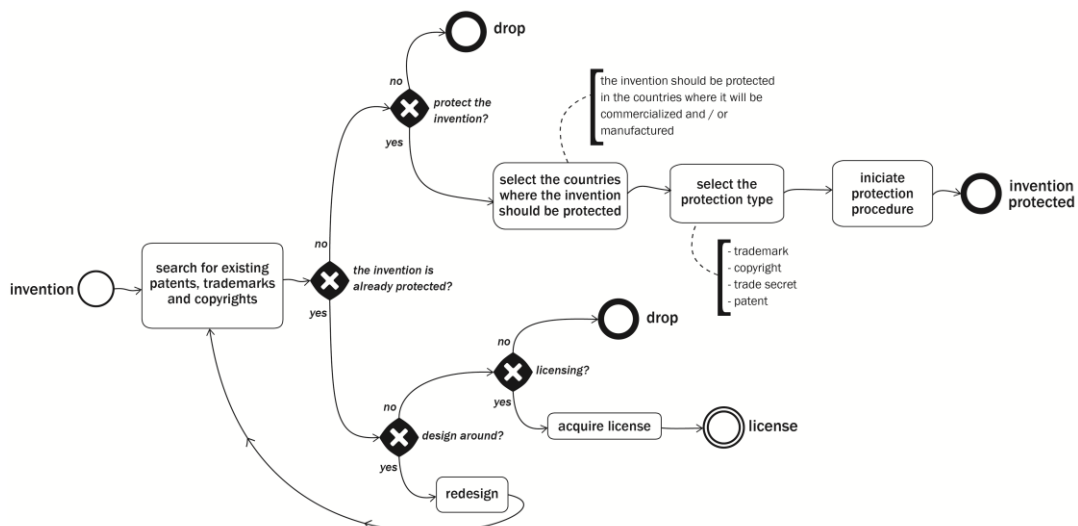 drop
no
protect the
invention?
yes
the invention should be protected
in the countries where it will be
commercialized and / or
manufactured
select the countries
where the invention
should be protected
select the
protection type
iniciate
protection
procedure
invention
protected
- trademark
- copyright
- trade secret
- patent
no
the invention is
already protected?
yes
invention
search for existing
patents, trademarks
and copyrights
drop
no
licensing?
yes
acquire license
license
no
design around?
yes
redesign